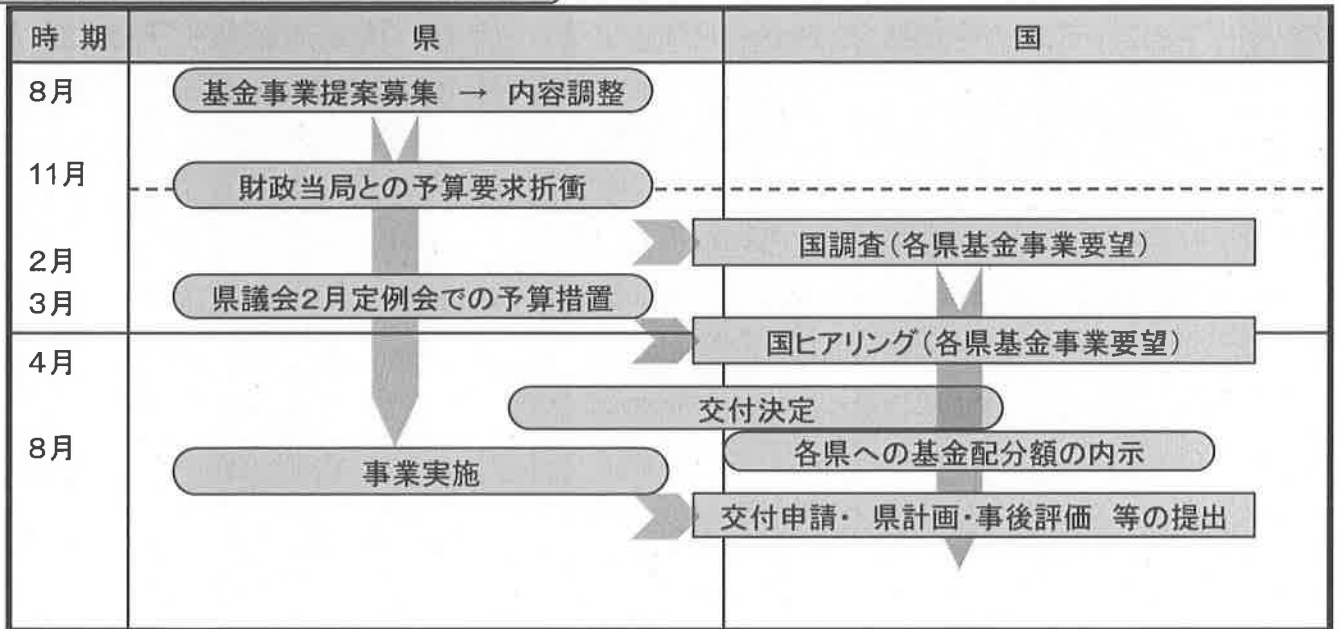 時 期
県
国
8月
基金事業提案募集 → 内容調整
11月
財政当局との予算要求折衝
国調査(各県基金事業要望)
2月
3月
県議会2月定例会での予算措置
国ヒアリング(各県基金事業要望)
4月
交付決定
8月
各県への基金配分額の内示
事業実施
交付申請・ 県計画・事後評価 等の提出